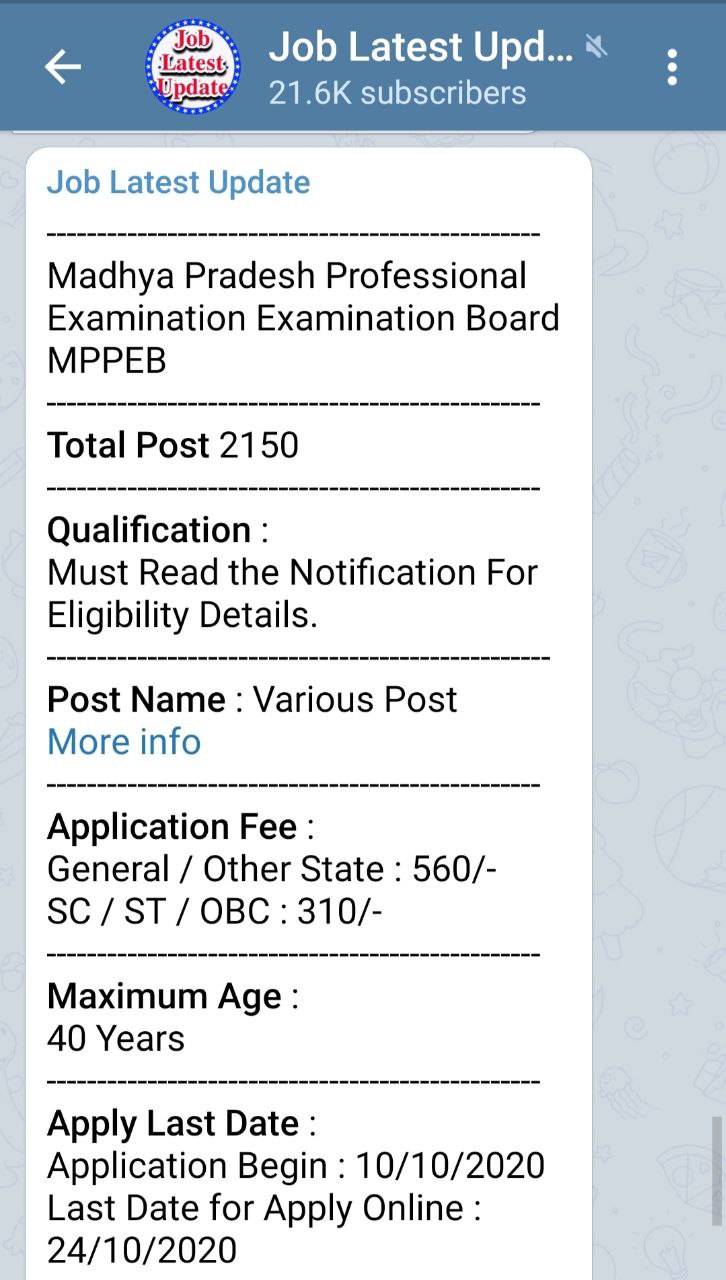 Job
Latest
Update
Job Latest Upd...
21.6K subscribers
Job Latest Update
-------------------------------------------------
Madhya Pradesh Professional
Examination Examination Board
MPPEB
-------------------------------------------------
Total Post 2150
-------------------------------------------------
Qualification :
Must Read the Notification For
Eligibility Details.
--------------------------------------------------
Post Name : Various Post
More info
-------------------------------------------------
Application Fee :
General / Other State : 560/-
SC / ST / OBC : 310/-
-------------------------------------------------
Maximum Age :
40 Years
-------------------------------------------------
Apply Last Date :
Application Begin : 10/10/2020
Last Date for Apply Online :
24/10/2020